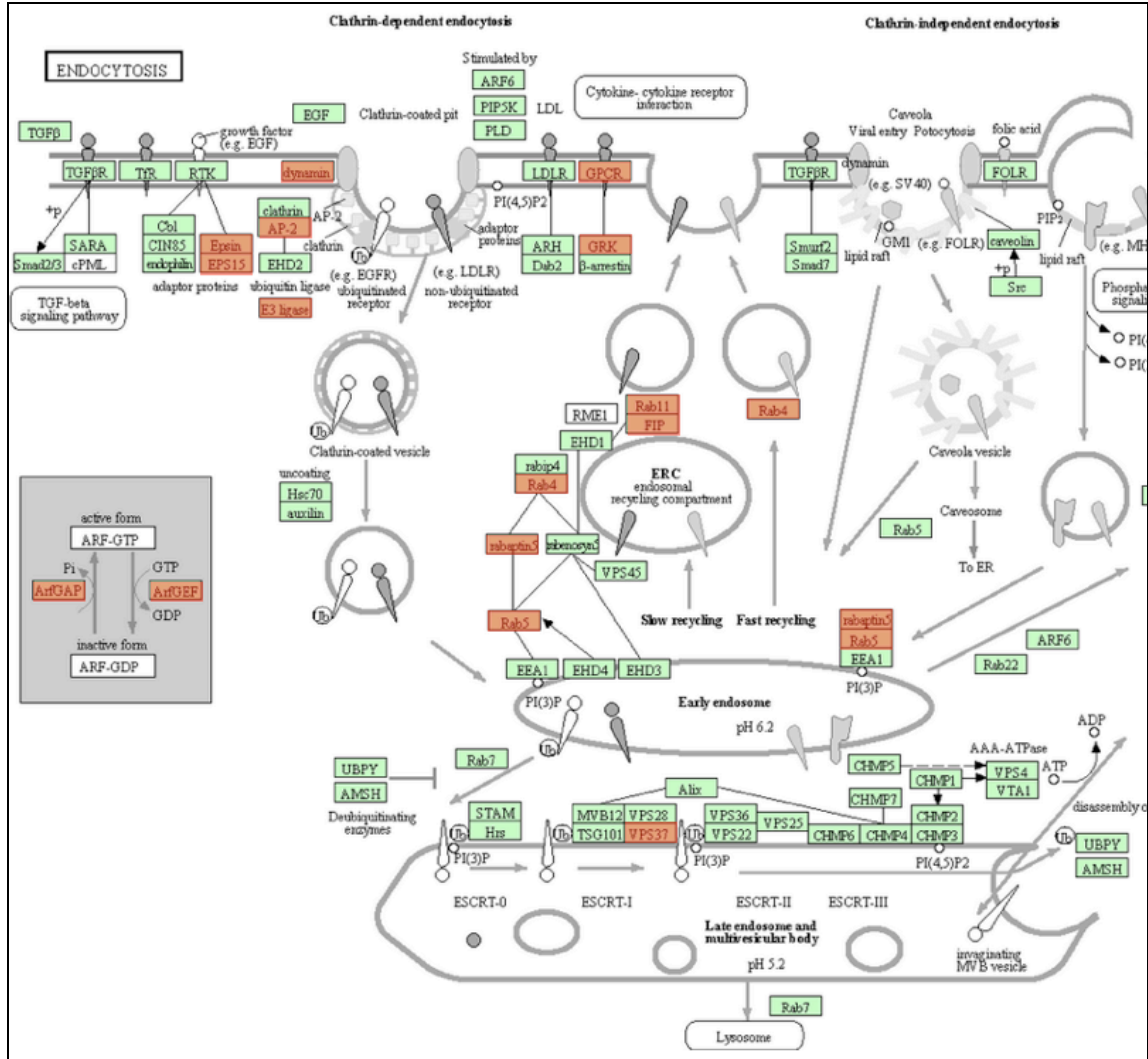 Clathrin-dependent endocytosis
Clathrin-independent endocytosis
ENDOCYTOSIS
Stimulated by
ARF6
PIP5K
PLD
LDL
Cytokine- cytokine receptor
interaction
TGFβ
EGF
growth factor
(e.g. EGF)
Clathrin-coated pit
Caveola
Viral entry Potocytosis
folic acid
TGFβR
TfR
RTK
dynamin
LDLR
GPCR
TGFβR
dynamin
FOLR
+p
SARA
Smad2/3
cPML
Cbl
CIN85
endophilin
Epsin
EPS15
adaptor proteins
clathrin
AP-2
EHD2
AP-2
clathrin
ubiquitin ligase
E3 ligase
Ub
(e.g. EGFR)
ubiquitinated
receptor
(e.g. LDLR)
non-ubiquitinated
receptor
adaptor
proteins
PI(4,5)P2
ARH
Dab2
GRK
β-arrestin
Smurf2
Smad7
(e.g. SV40)
GM1
lipid raft
(e.g. FOLR)
caveolin
+p
Src
PIP2
lipid raft
(e.g. MH
TGF-beta
signaling pathway
Phospha
signali
PI(
PI(
Ub
Clathrin-coated vesicle
uncoating
Hsc70
auxilin
Ub
RME1
Rab11
FIP
EHD1
Rab4
rabip4
Rab4
ERC
endosomal
recycling compartment
rabaptin5
rabenosyn5
VPS45
Rab5
Slow recycling
Fast recycling
Caveola vesicle
Caveosome
Rab5
To ER
active form
ARF-GTP
Pi
GTP
ArfGAP
ArfGEF
GDP
inactive form
ARF-GDP
rabaptin5
Rab5
EEA1
PI(3)P
ARF6
Rab22
EEA1
EHD4
EHD3
PI(3)P
Early endosome
pH 6.2
Ub
UBPY
AMSH
Deubiquitinating
enzymes
Rab7
ADP
AAA-ATPase
CHMP5
CHMP1
VPS4
VTA1
ATP
Alix
CHMP7
disassembly o
STAM
Hrs
Ub
PI(3)P
MVB12
VPS28
TSG101
VPS37
Ub
Ub
VPS36
VPS22
VPS25
PI(3)P
CHMP2
CHMP6
CHMP4
CHMP3
PI(4,5)P2
Ub
UBPY
AMSH
ESCRT-0
ESCRT-I
ESCRT-II
ESCRT-III
Late endosome and
multivesicular body
pH 5.2
invaginating
MVB vesicle
Rab7
Lysosome